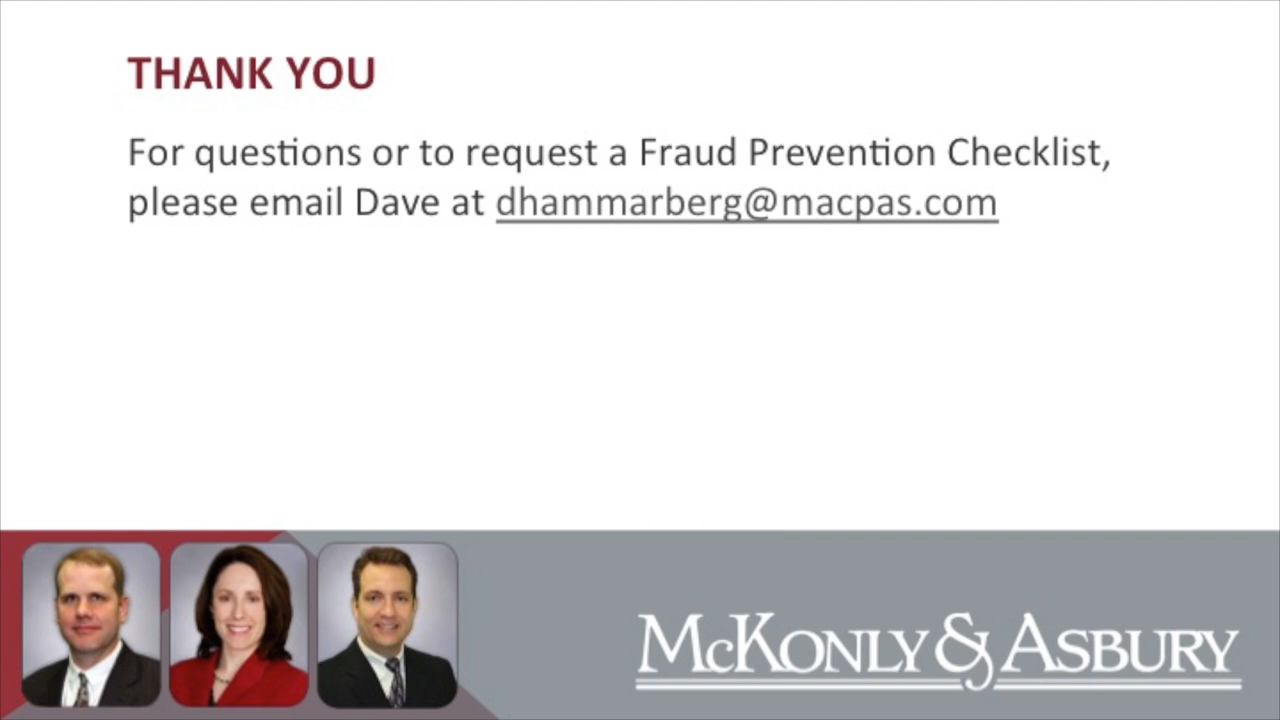 THANK YOU
For questions or to request a Fraud Prevention Checklist,
please email Dave at dhammarberg@macpas.com
McKonly & Asbury